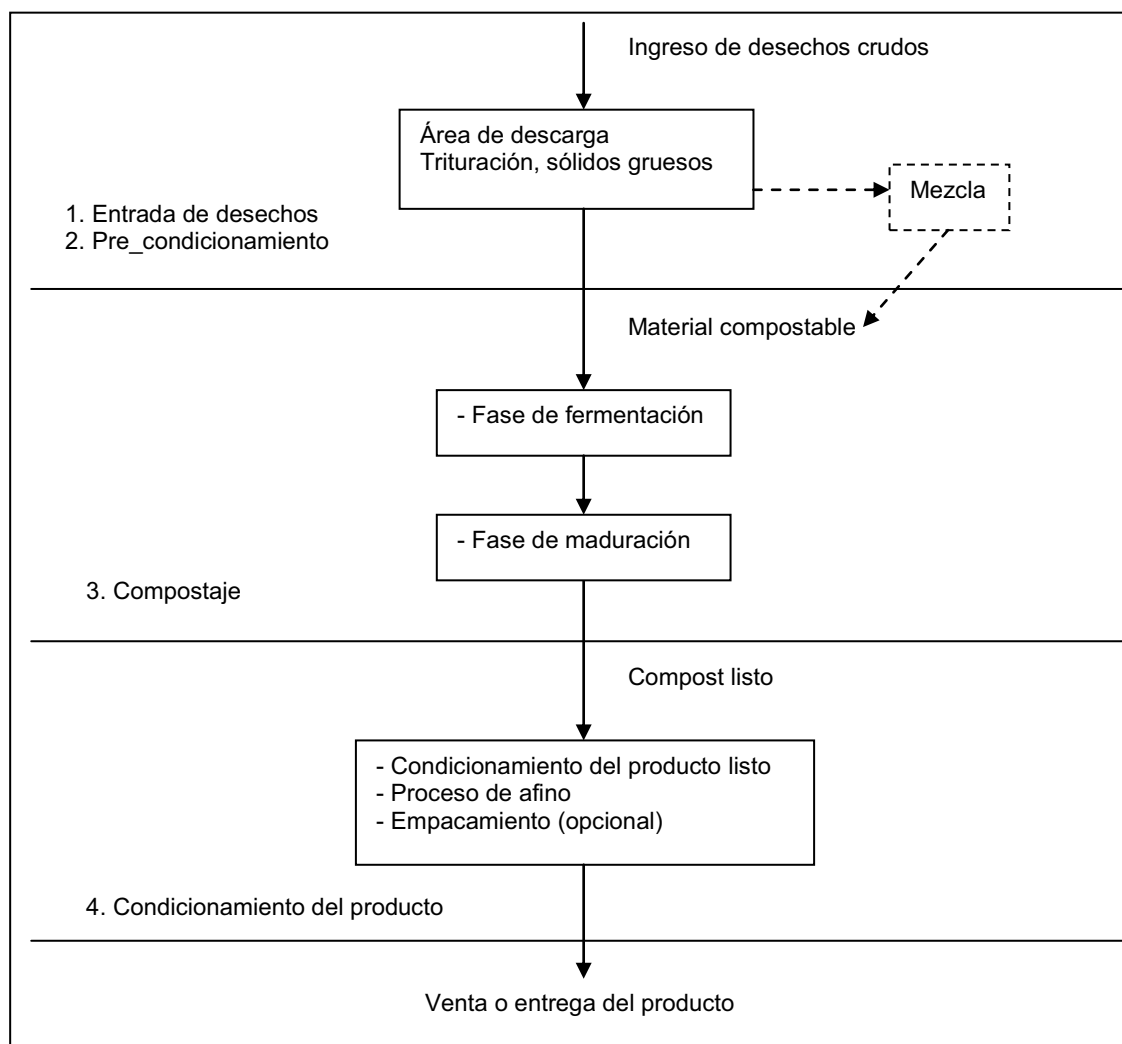 Ingreso de desechos crudos
Área de descarga
Trituración, sólidos gruesos
Mezcla
1. Entrada de desechos
2. Pre_condicionamiento
Material compostable
- Fase de fermentación
- Fase de maduración
3. Compostaje
Compost listo
- Condicionamiento del producto listo
- Proceso de afino
- Empacamiento (opcional)
4. Condicionamiento del producto
Venta o entrega del producto